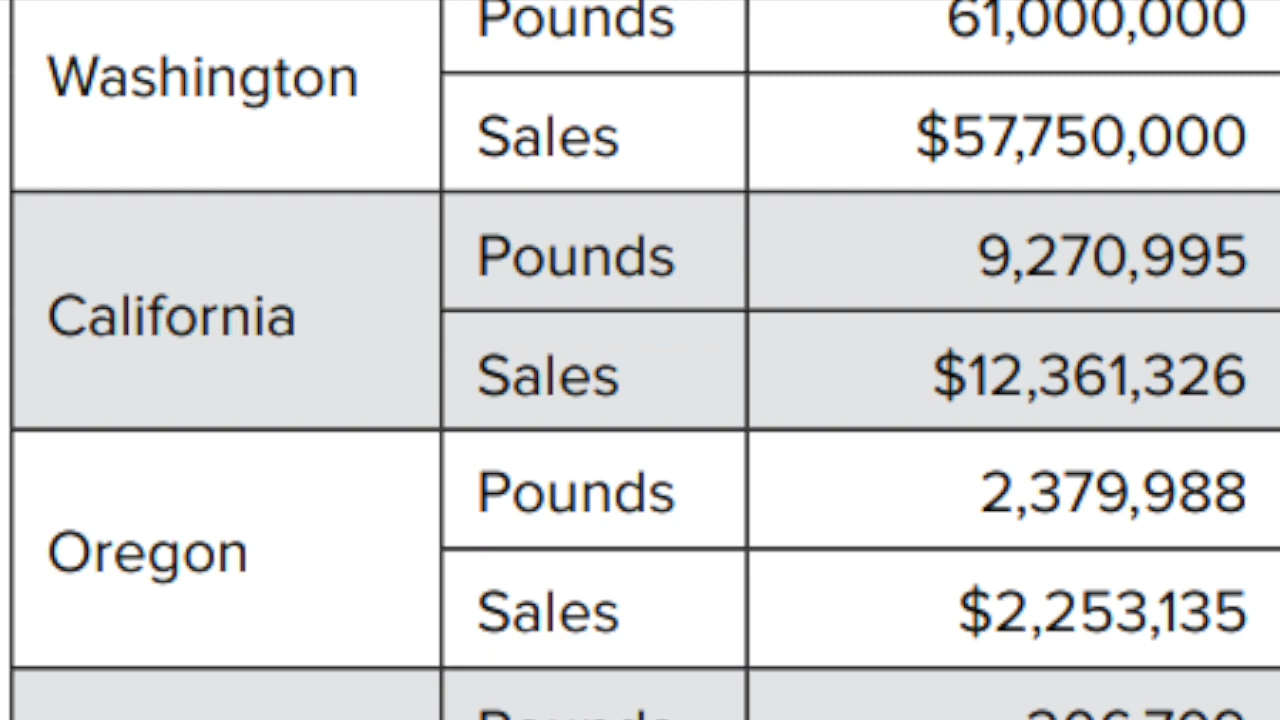 Pounds 61,000,000
Washington
Sales $57,750,000
Pounds 9,270,995
California
Sales $12,361,326
Pounds 2,379,988
Oregon
Sales $2,253,135